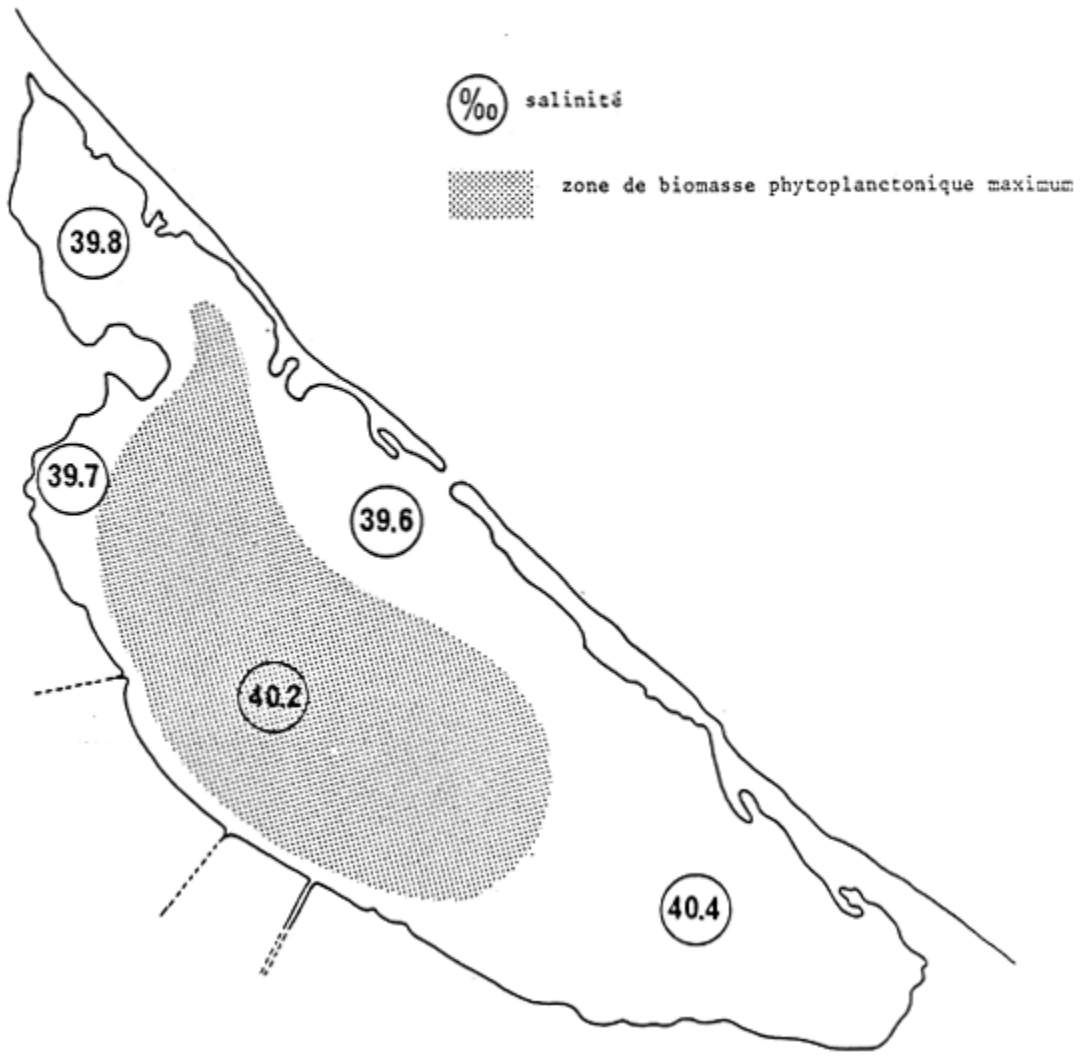 ‰ salinité
zone de biomasse phytoplanctonique maximum
39.8
39.7
39.6
40.2
40.4